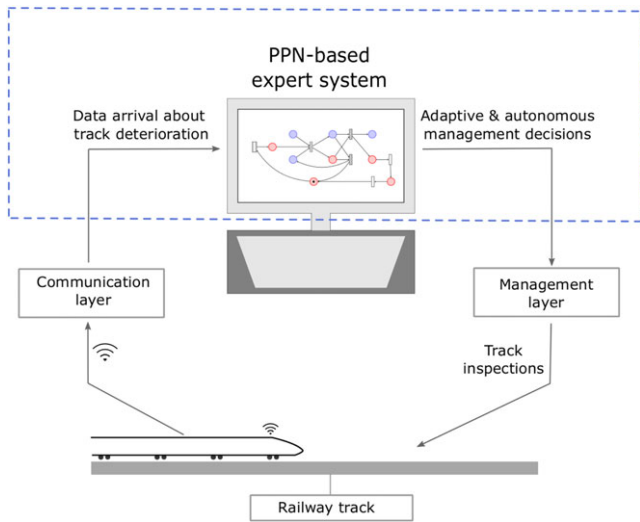 PPN-based
expert system
Data arrival about
track deterioration
Adaptive & autonomous
management decisions
Communication
layer
Management
layer
Track
inspections
Railway track